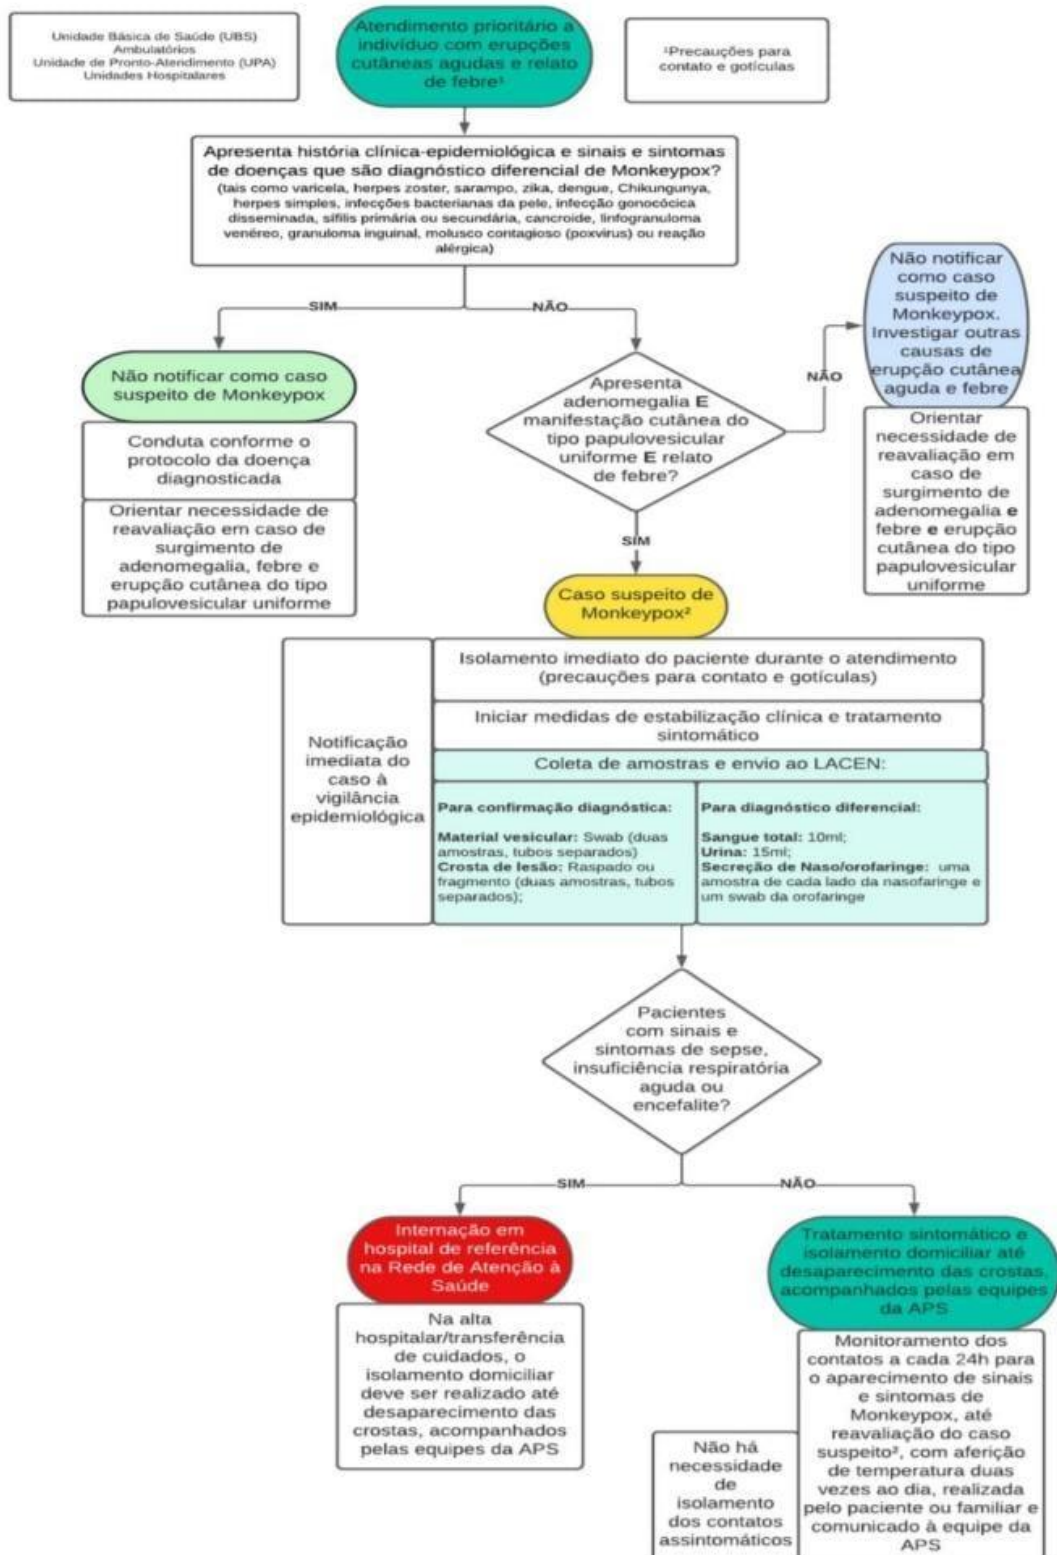 Unidade Básica de Saúde (UBS)
Ambulatórios
Unidade de Pronto-Atendimento (UPA)
Unidades Hospitalares
Atendimento prioritário a
indivíduo com erupções
cutâneas agudas e relato
de febre¹
¹Precauções para
contato e gotículas
Apresenta história clínica-epidemiológica e sinais e sintomas
de doenças que são diagnóstico diferencial de Monkeypox?
(tais como varicela, herpes zoster, sarampo, zika, dengue, Chikungunya,
herpes simples, infecções bacterianas da pele, infecção gonocócica
disseminada, sífilis primária ou secundária, cancroide, linfogranuloma
venéreo, granuloma inguinal, molusco contagioso (poxvirus) ou reação
alérgica)
SIM
NÃO
Não notificar como caso
suspeito de Monkeypox
Conduta conforme o
protocolo da doença
diagnosticada
Orientar necessidade de
reavaliação em caso de
surgimento de
adenomegalia, febre e
erupção cutânea do tipo
papulovesicular uniforme
Apresenta
adenomegalia E
manifestação cutânea do
tipo papulovesicular
uniforme E relato
de febre?
NÃO
Não notificar
como caso
suspeito de
Monkeypox.
Investigar outras
causas de
erupção cutânea
aguda e febre
Orientar
necessidade de
reavaliação em
caso de
surgimento de
adenomegalia e
febre e erupção
cutânea do tipo
papulovesicular
uniforme
SIM
Caso suspeito de
Monkeypox²
Notificação
imediata do
caso à
vigilância
epidemiológica
Isolamento imediato do paciente durante o atendimento
(precauções para contato e gotículas)
Iniciar medidas de estabilização clínica e tratamento
sintomático
Coleta de amostras e envio ao LACEN:
Para confirmação diagnóstica:
Material vesicular: Swab (duas
amostras, tubos separados)
Crosta de lesão: Raspado ou
fragmento (duas amostras, tubos
separados);
Para diagnóstico diferencial:
Sangue total: 10ml;
Urina: 15ml;
Secreção de Naso/orofaringe: uma
amostra de cada lado da nasofaringe e
um swab da orofaringe
Pacientes
com sinais e
sintomas de sepse,
insuficiência respiratória
aguda ou
encefalite?
SIM
NÃO
Internação em
hospital de referência
na Rede de Atenção à
Saúde
Na alta
hospitalar/transferência
de cuidados, o
isolamento domiciliar
deve ser realizado até
desaparecimento das
crostas, acompanhados
pelas equipes da APS
Tratamento sintomático e
isolamento domiciliar até
desaparecimento das crostas,
acompanhados pelas equipes
da APS
Não há
necessidade
de
isolamento
dos contatos
assintomáticos
Monitoramento dos
contatos a cada 24h para
o aparecimento de sinais
e sintomas de
Monkeypox, até
reavaliação do caso
suspeito², com aferição
de temperatura duas
vezes ao dia, realizada
pelo paciente ou familiar e
comunicado à equipe da
APS